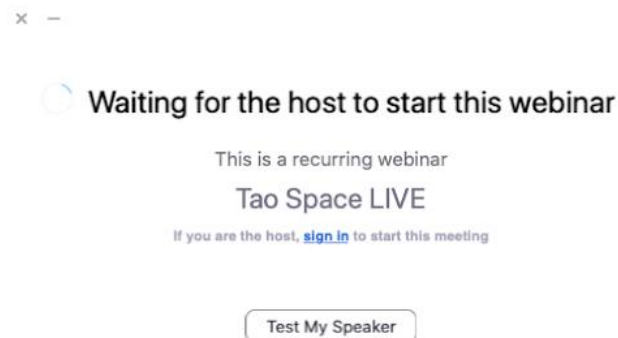 Waiting for the host to start this webinar
This is a recurring webinar
Tao Space LIVE
If you are the host, sign in to start this meeting
Test My Speaker